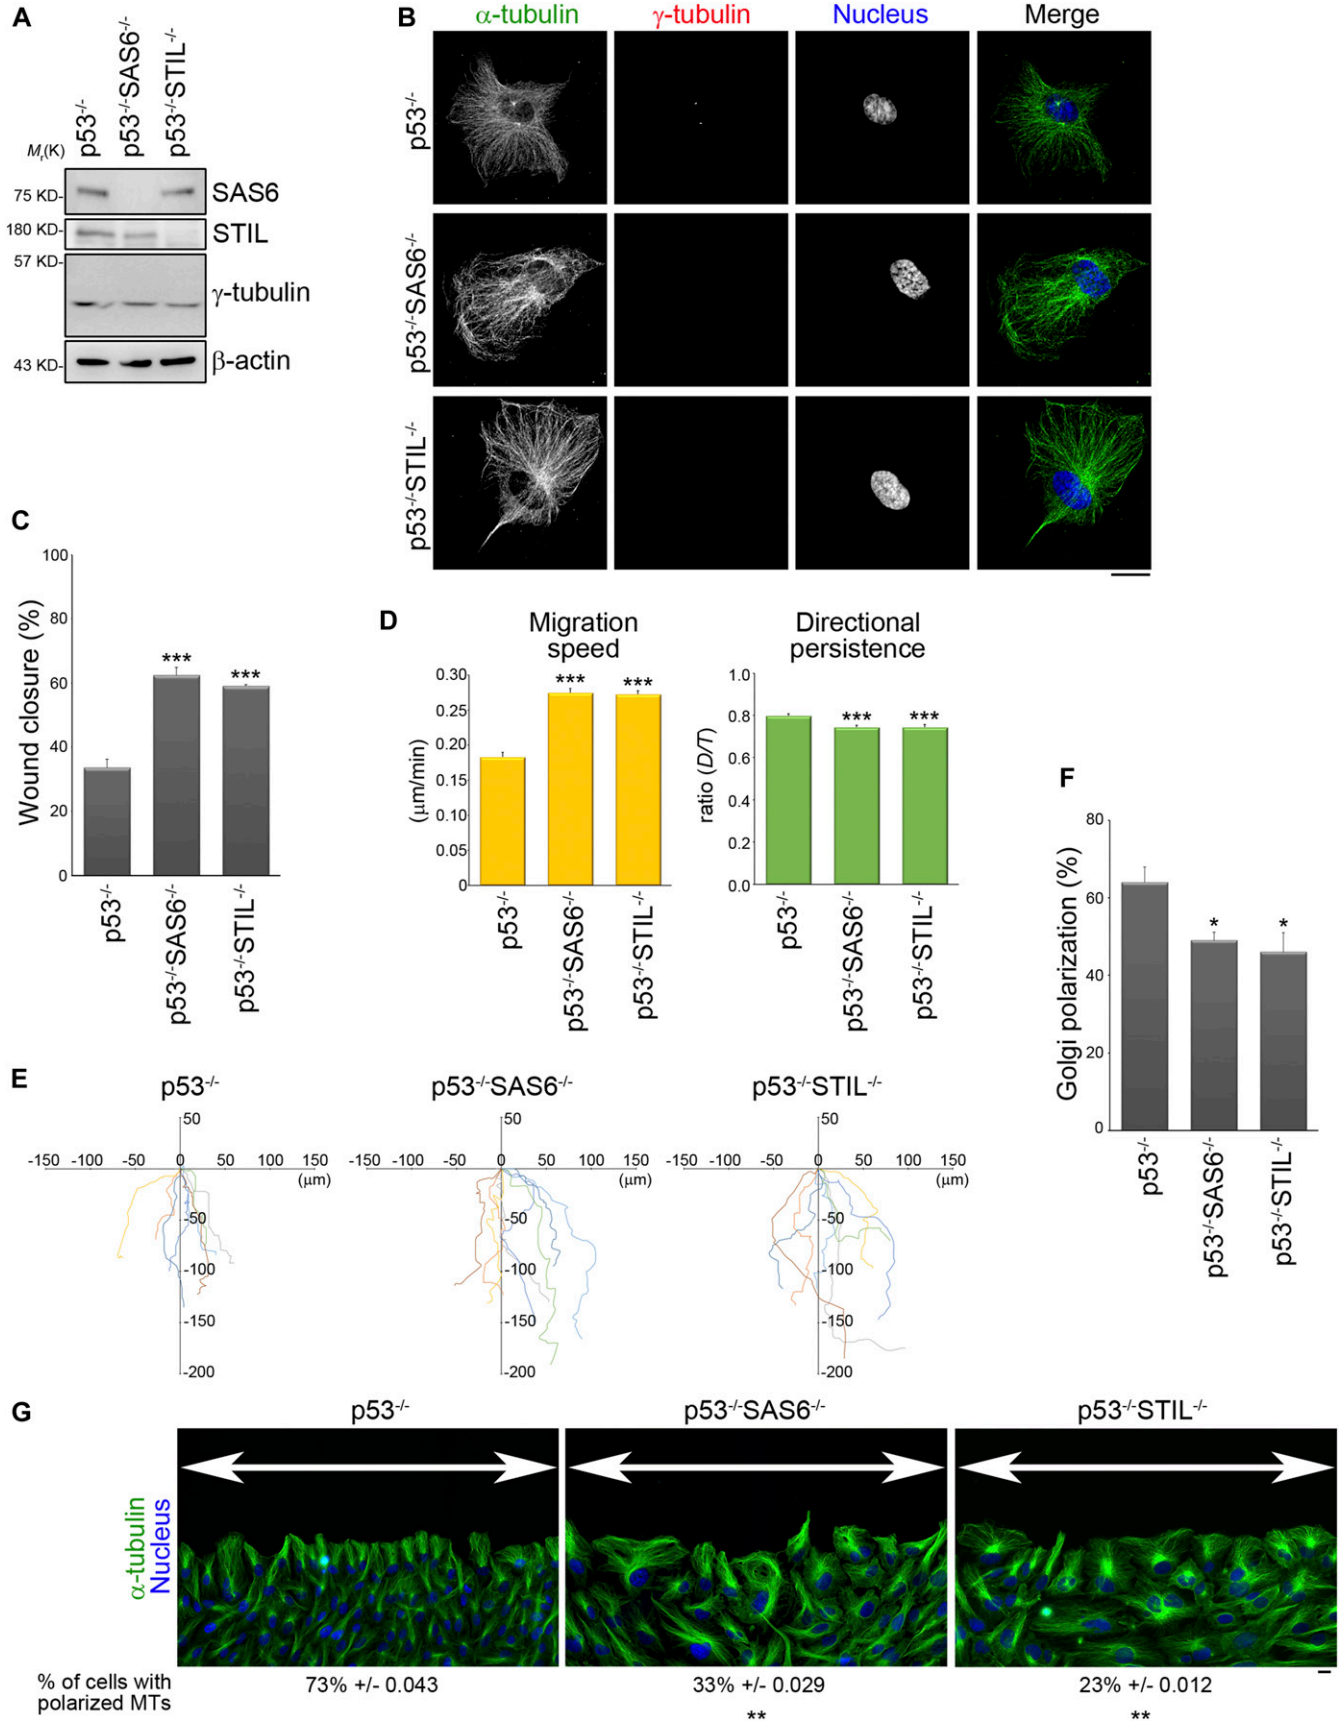 A
p53-/-
p53-/-SAS6-/-
p53-/-STIL-/-
Mr(K)
75 KD-
SAS6
180 KD-
STIL
57 KD-
γ-tubulin
43 KD-
β-actin
B
α-tubulin
γ-tubulin
Nucleus
Merge
p53-/-
p53-/-SAS6-/-
p53-/-STIL-/-
C
Wound closure (%)
100
80
60
40
20
0
***
***
p53-/-
p53-/-SAS6-/-
p53-/-STIL-/-
D
Migration
speed
(μm/min)
0.30
0.25
0.20
0.15
0.10
0.05
0
***
***
p53-/-
p53-/-SAS6-/-
p53-/-STIL-/-
Directional
persistence
ratio (D/T)
1.0
0.8
0.6
0.4
0.2
0.0
***
***
p53-/-
p53-/-SAS6-/-
p53-/-STIL-/-
F
Golgi polarization (%)
80
60
40
20
0
*
*
p53-/-
p53-/-SAS6-/-
p53-/-STIL-/-
E
p53-/-
50
-150 -100 -50 0 50 100 150
(μm)
-50
-100
-150
-200
p53-/-SAS6-/-
50
-150 -100 -50 0 50 100 150
(μm)
-50
-100
-150
-200
p53-/-STIL-/-
50
-150 -100 -50 0 50 100 150
(μm)
-50
-100
-150
-200
G
p53-/-
p53-/-SAS6-/-
p53-/-STIL-/-
α-tubulin
Nucleus
% of cells with
polarized MTs
73% +/- 0.043
33% +/- 0.029
23% +/- 0.012
**
**